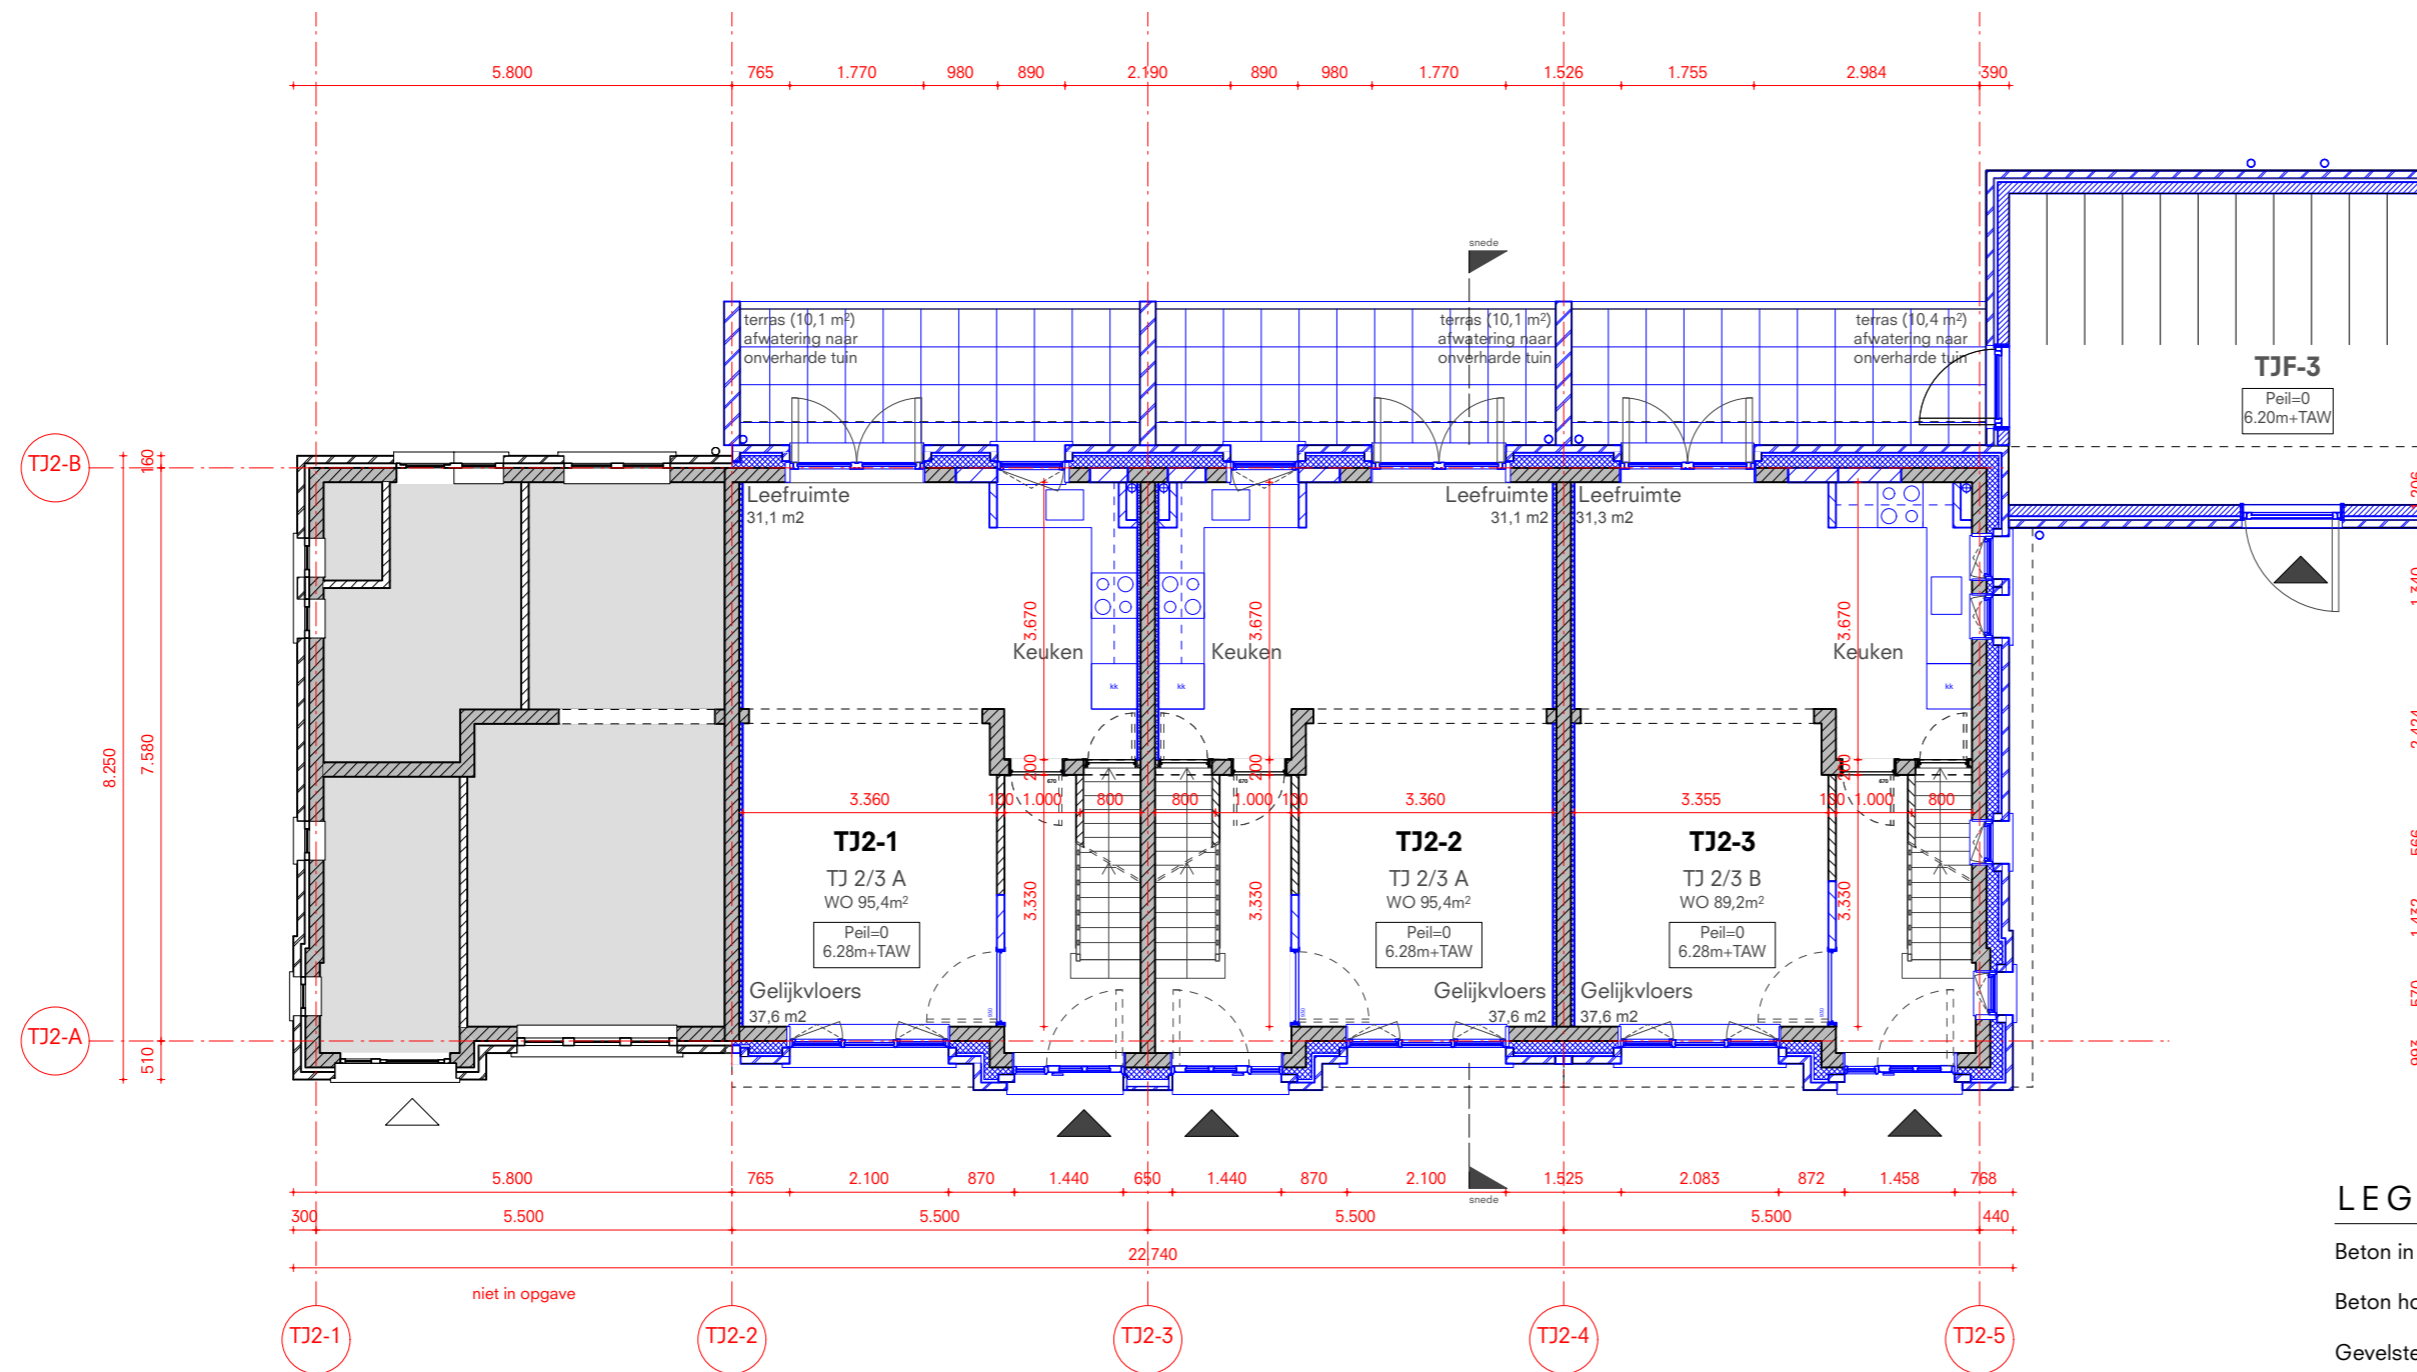 5.800 765 1.770 980 890 2.190 890 980 1.770 1.526 1.755 2.984 390
snede
terras (10,1 m²)
afwatering naar
onverharde tuin
terras (10,1 m²)
afwatering naar
onverharde tuin
terras (10,4 m²)
afwatering naar
onverharde tuin
TJF-3
Peil=0
6.20m+TAW
TJ2-B
160
7.580
8.250
510
TJ2-A
Leefruimte
31,1 m2
Leefruimte
31,1 m2
Leefruimte
31,3 m2
3.670
3.670
3.670
Keuken
Keuken
Keuken
kk
kk
kk
200
200
200
670
670
670
3.360 100 1.000 800 800 1.000 100 3.360 3.355 100 1.000 800
TJ2-1
TJ 2/3 A
WO 95,4m²
Peil=0
6.28m+TAW
TJ2-2
TJ 2/3 A
WO 95,4m²
Peil=0
6.28m+TAW
TJ2-3
TJ 2/3 B
WO 89,2m²
Peil=0
6.28m+TAW
3.330
3.330
3.330
Gelijkvloers
37,6 m2
Gelijkvloers
37,6 m2
Gelijkvloers
37,6 m2
5.800 765 2.100 870 1.440 650 1.440 870 2.100 1.525 2.083 872 1.458 768
snede
300 5.500 5.500 5.500 5.500 440
22.740
niet in opgave
TJ2-1 TJ2-2 TJ2-3 TJ2-4 TJ2-5
LEG
Beton in
Beton ho
Gevelste